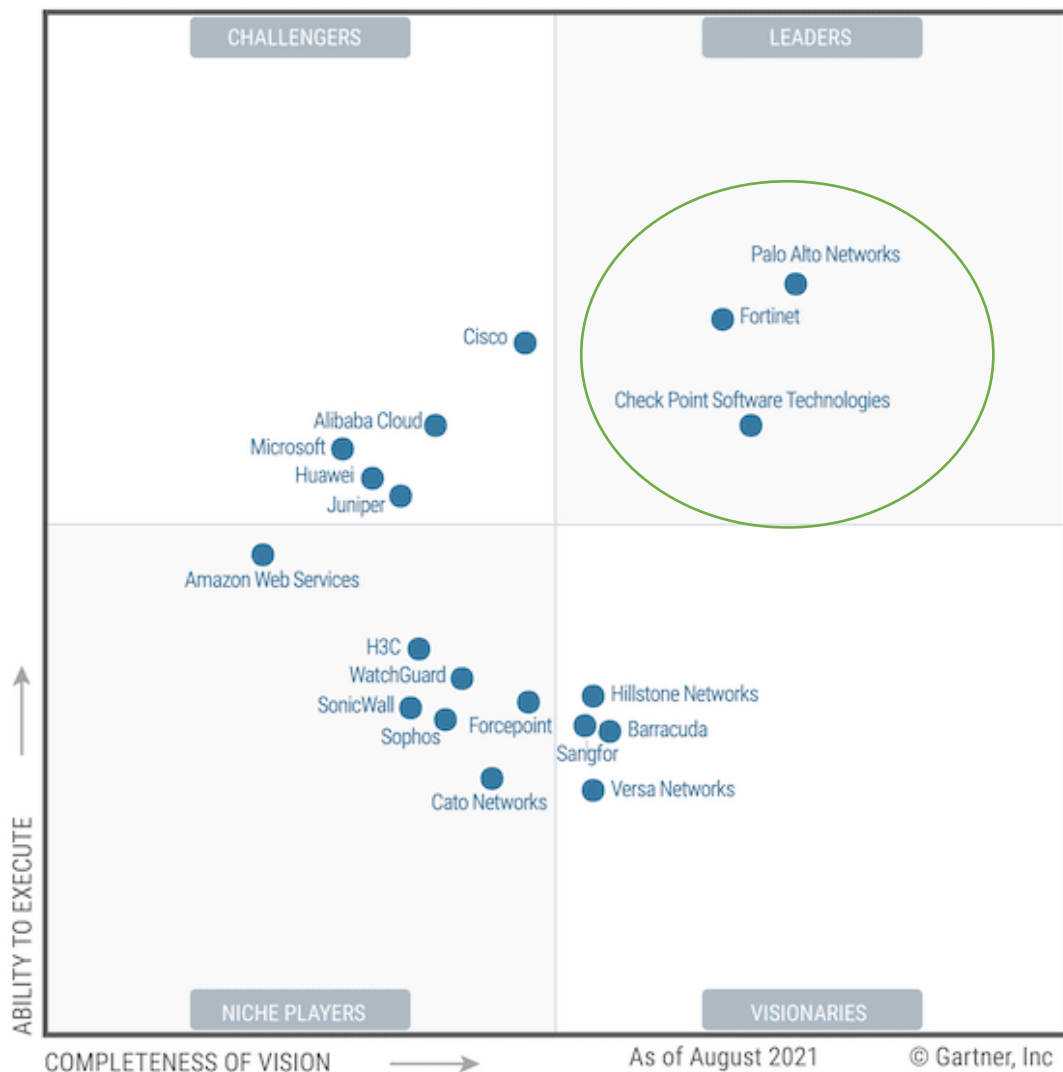 CHALLENGERS
LEADERS
Palo Alto Networks
Fortinet
Cisco
Check Point Software Technologies
Alibaba Cloud
Microsoft
Huawei
Juniper
Amazon Web Services
H3C
WatchGuard
Hillstone Networks
SonicWall
Forcepoint
Barracuda
Sophos
Sangfor
Versa Networks
Cato Networks
ABILITY TO EXECUTE
NICHE PLAYERS
VISIONARIES
COMPLETENESS OF VISION
As of August 2021
© Gartner, Inc